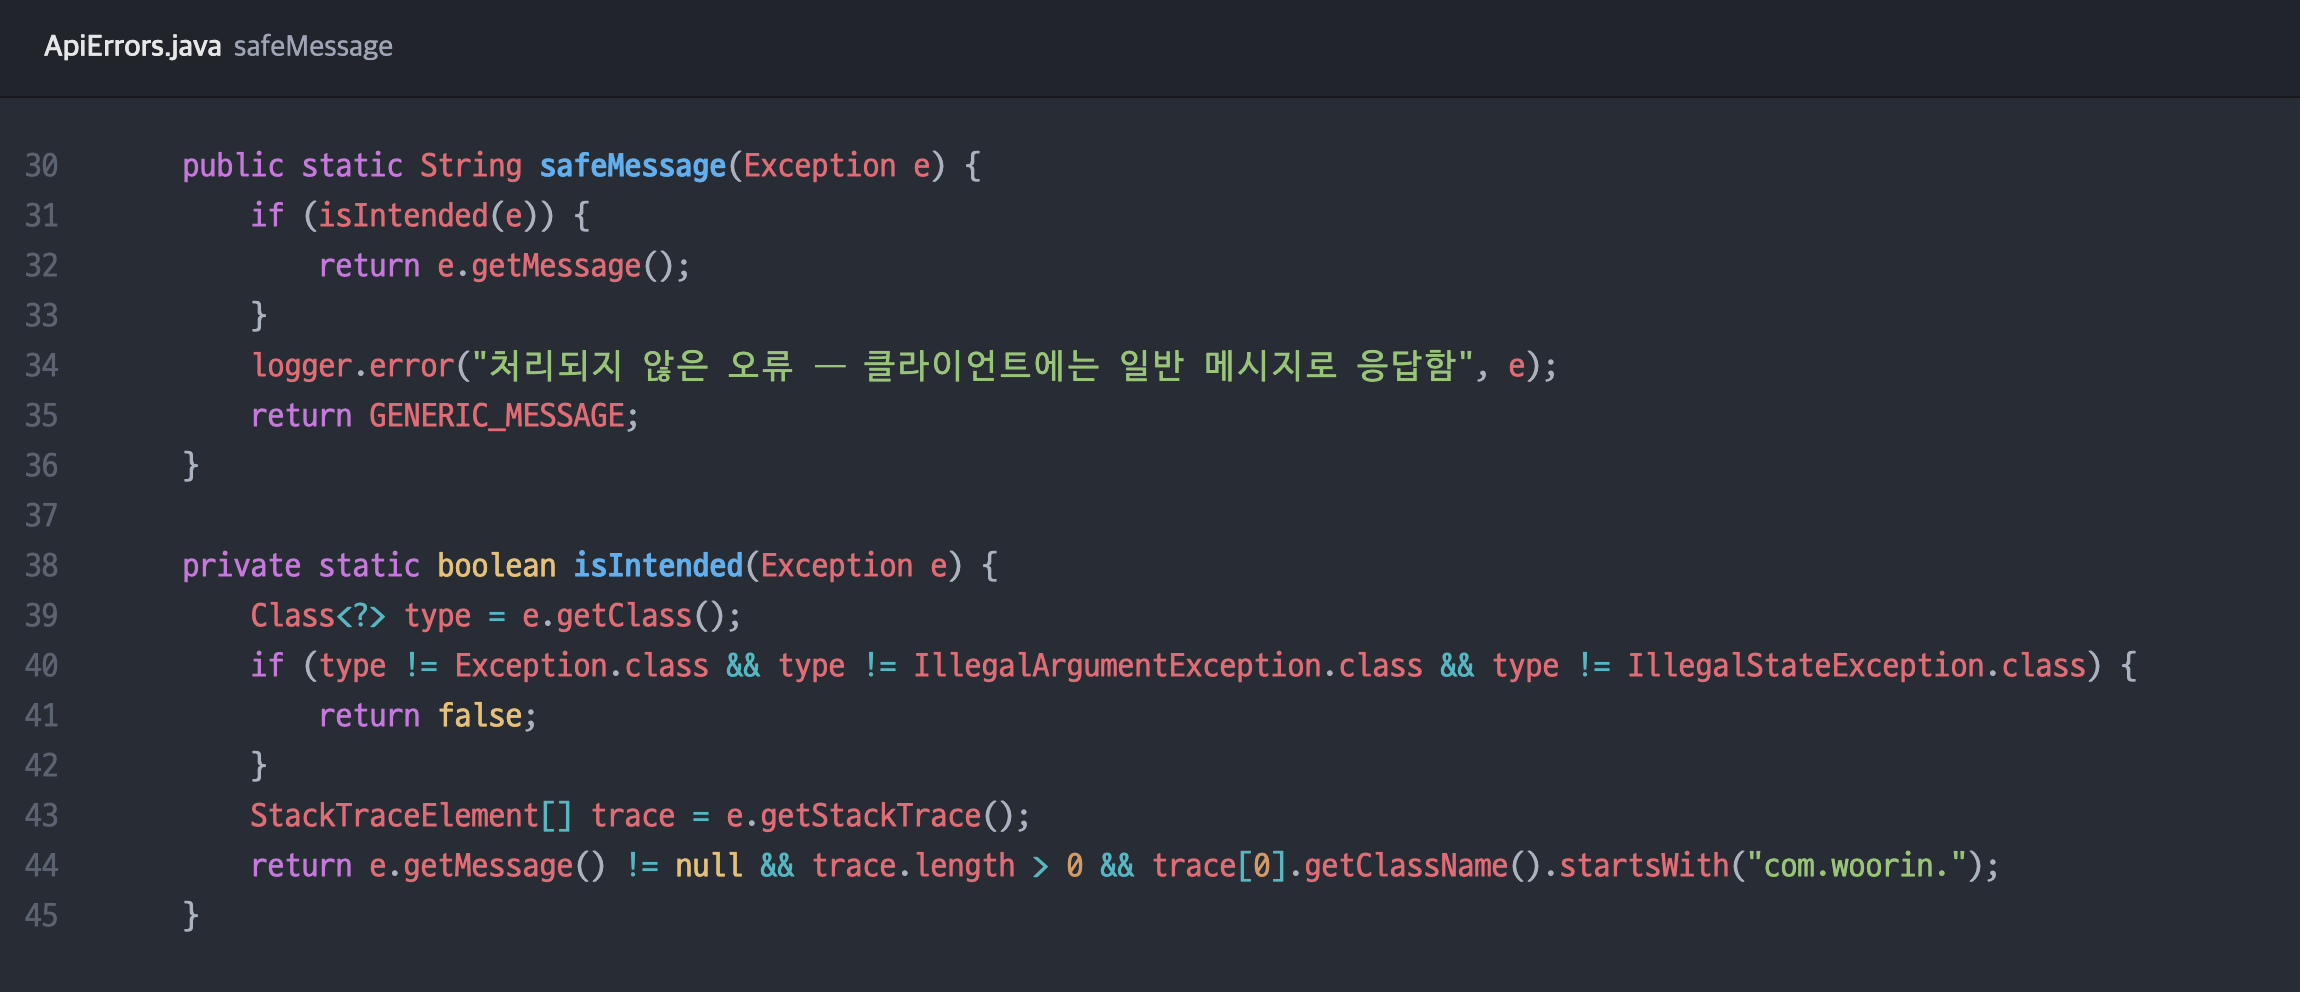 ApiErrors.java safeMessage
30 public static String safeMessage(Exception e) {
31 if (isIntended(e)) {
32 return e.getMessage();
33 }
34 logger.error("처리되지 않은 오류 — 클라이언트에는 일반 메시지로 응답함", e);
35 return GENERIC_MESSAGE;
36 }
37
38 private static boolean isIntended(Exception e) {
39 Class<?> type = e.getClass();
40 if (type != Exception.class && type != IllegalArgumentException.class && type != IllegalStateException.class) {
41 return false;
42 }
43 StackTraceElement[] trace = e.getStackTrace();
44 return e.getMessage() != null && trace.length > 0 && trace[0].getClassName().startsWith("com.woorin.");
45 }